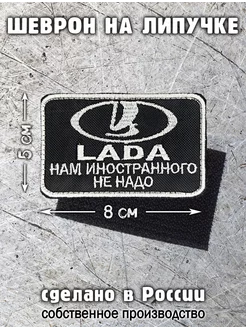 ШЕВРОН НА ЛИПУЧКЕ
5 см
LADA
НАМ ИНОСТРАННОГО
НЕ НАДО
8 см
сделано в России
собственное производство